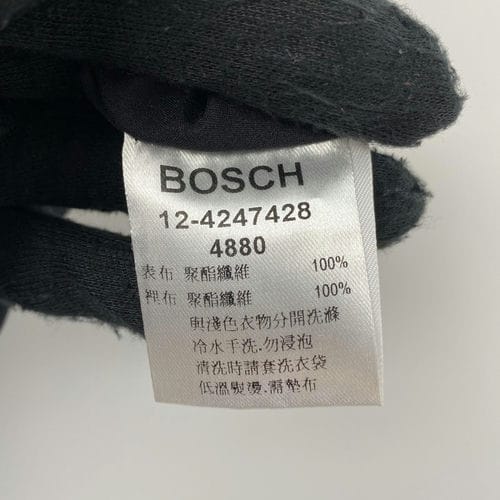 BOSCH
12-4247428
4880
表布 聚酯纖維 100%
裡布 聚酯纖維 100%
與淺色衣物分開洗滌
冷水手洗.勿浸泡
清洗時請套洗衣袋
低溫熨燙.需墊布